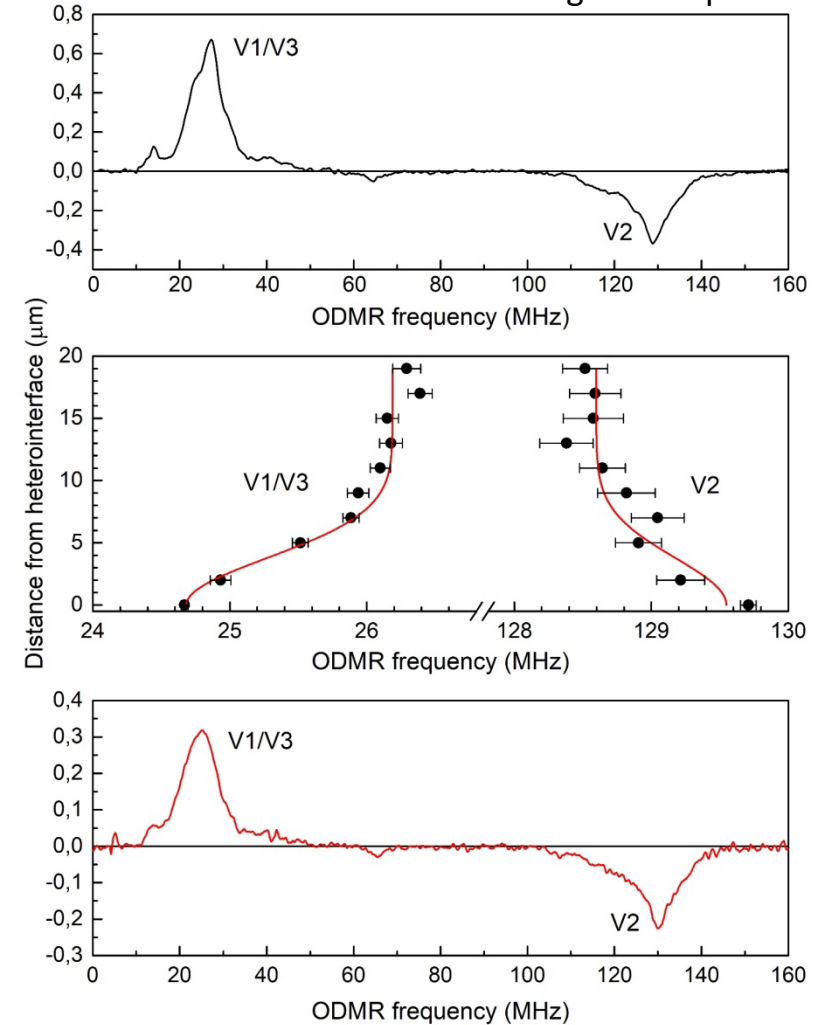 0,8
0,6
0,4
0,2
0,0
-0,2
-0,4
V1/V3
V2
0 20 40 60 80 100 120 140 160
ODMR frequency (MHz)
Distance from heterointerface (μm)
20
15
10
5
0
V1/V3
V2
24 25 26 128 129 130
ODMR frequency (MHz)
0,4
0,3
0,2
0,1
0,0
-0,1
-0,2
-0,3
V1/V3
V2
0 20 40 60 80 100 120 140 160
ODMR frequency (MHz)